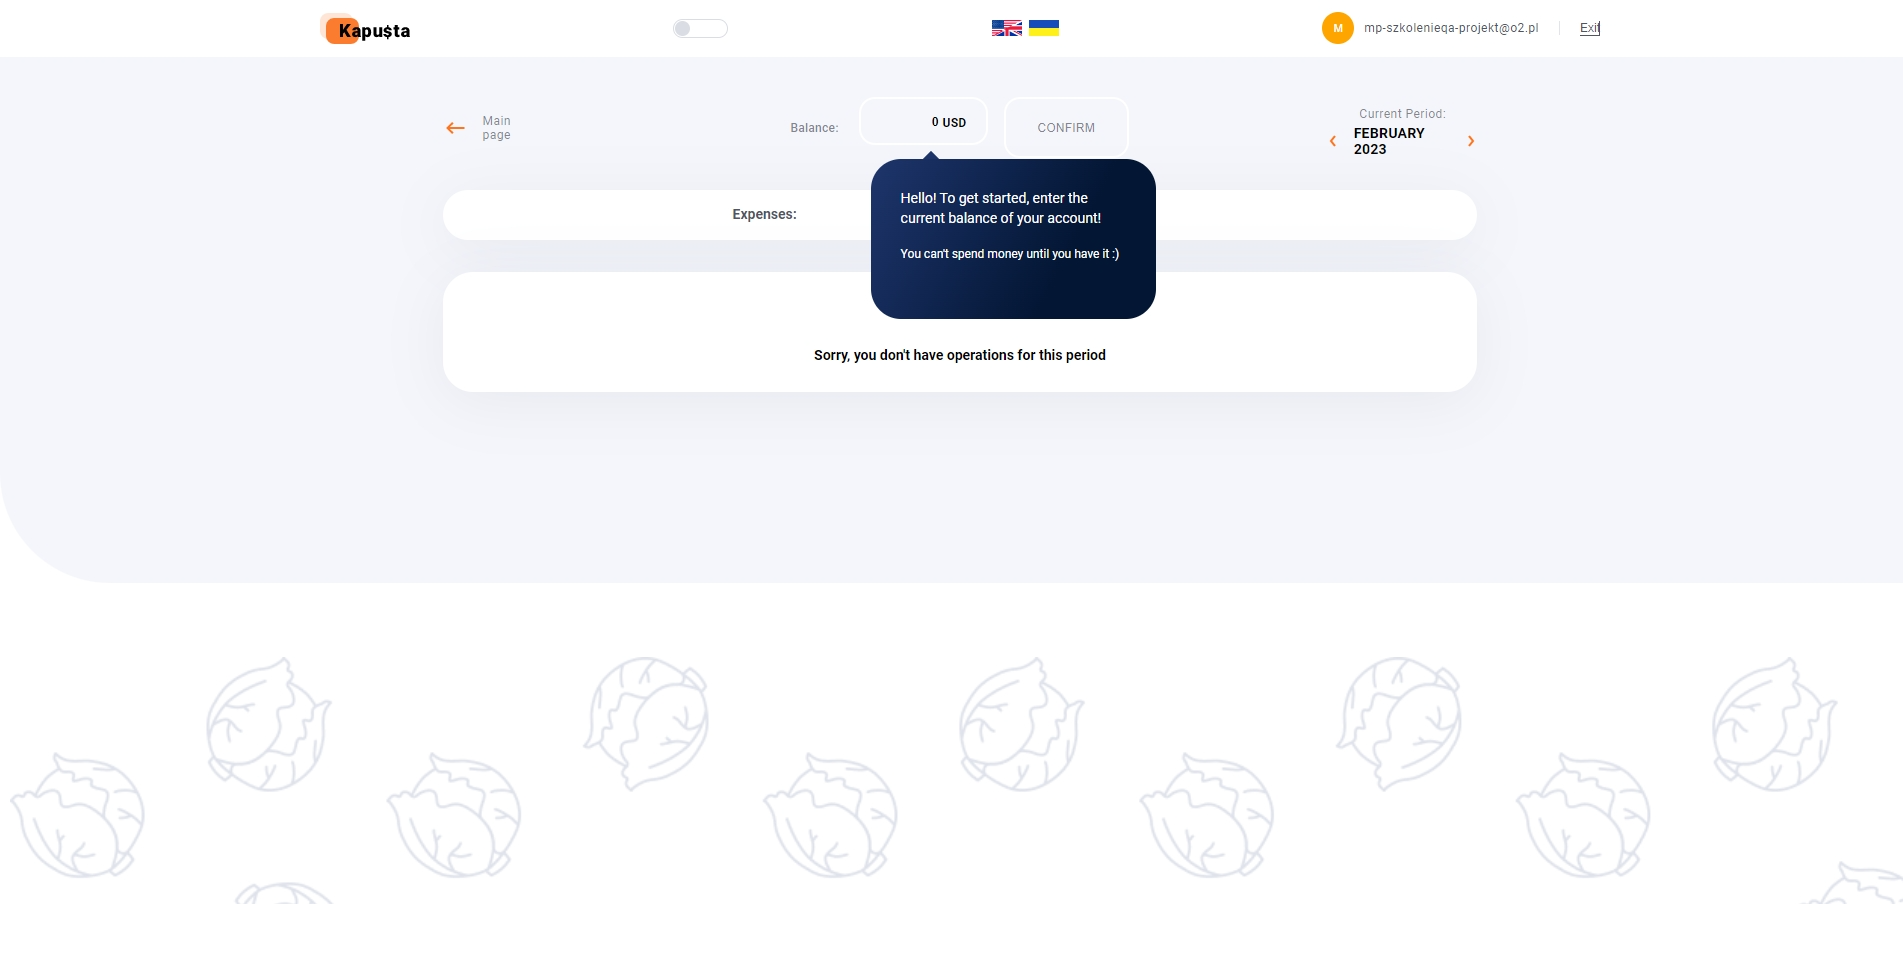 Kapu$ta
M
mp-szkolenieqa-projekt@o2.pl
Exit
Main
page
Balance:
0 USD
CONFIRM
Current Period:
FEBRUARY
2023
Hello! To get started, enter the
current balance of your account!
You can't spend money until you have it :)
Expenses:
Sorry, you don't have operations for this period